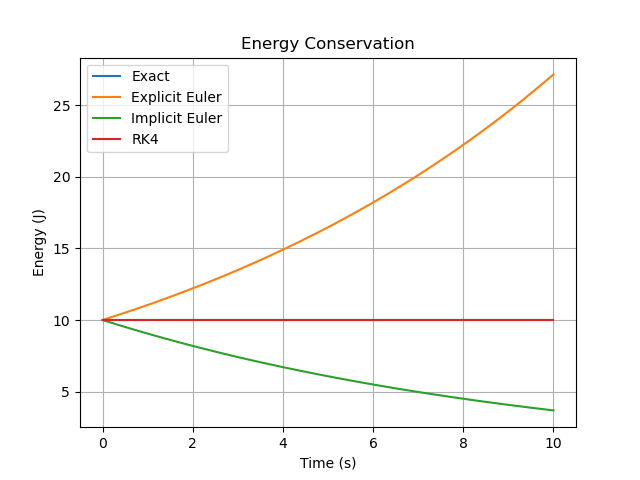 Energy Conservation
Exact
Explicit Euler
Implicit Euler
RK4
Energy (J)
25
20
15
10
5
0 2 4 6 8 10
Time (s)